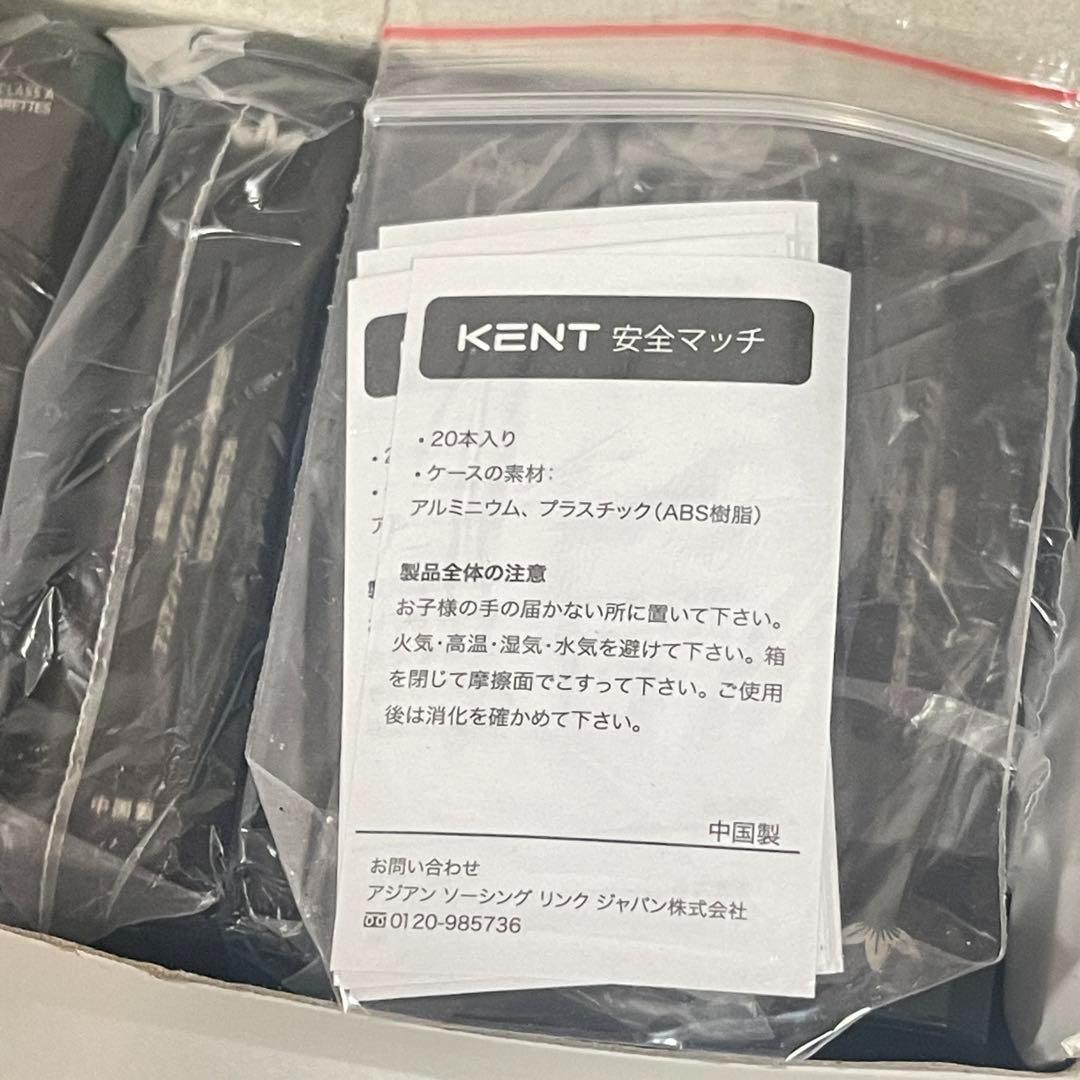 CLASS A
KENT 安全マッチ
・20本入り
・ケースの素材:
アルミニウム、プラスチック(ABS樹脂)
製品全体の注意
お子様の手の届かない所に置いて下さい。
火気・高温・湿気・水気を避けて下さい。箱
を閉じて摩擦面でこすって下さい。ご使用
後は消化を確かめて下さい。
中国製
中国製
お問い合わせ
アジアン ソーシング リンク ジャパン株式会社
0120-985736